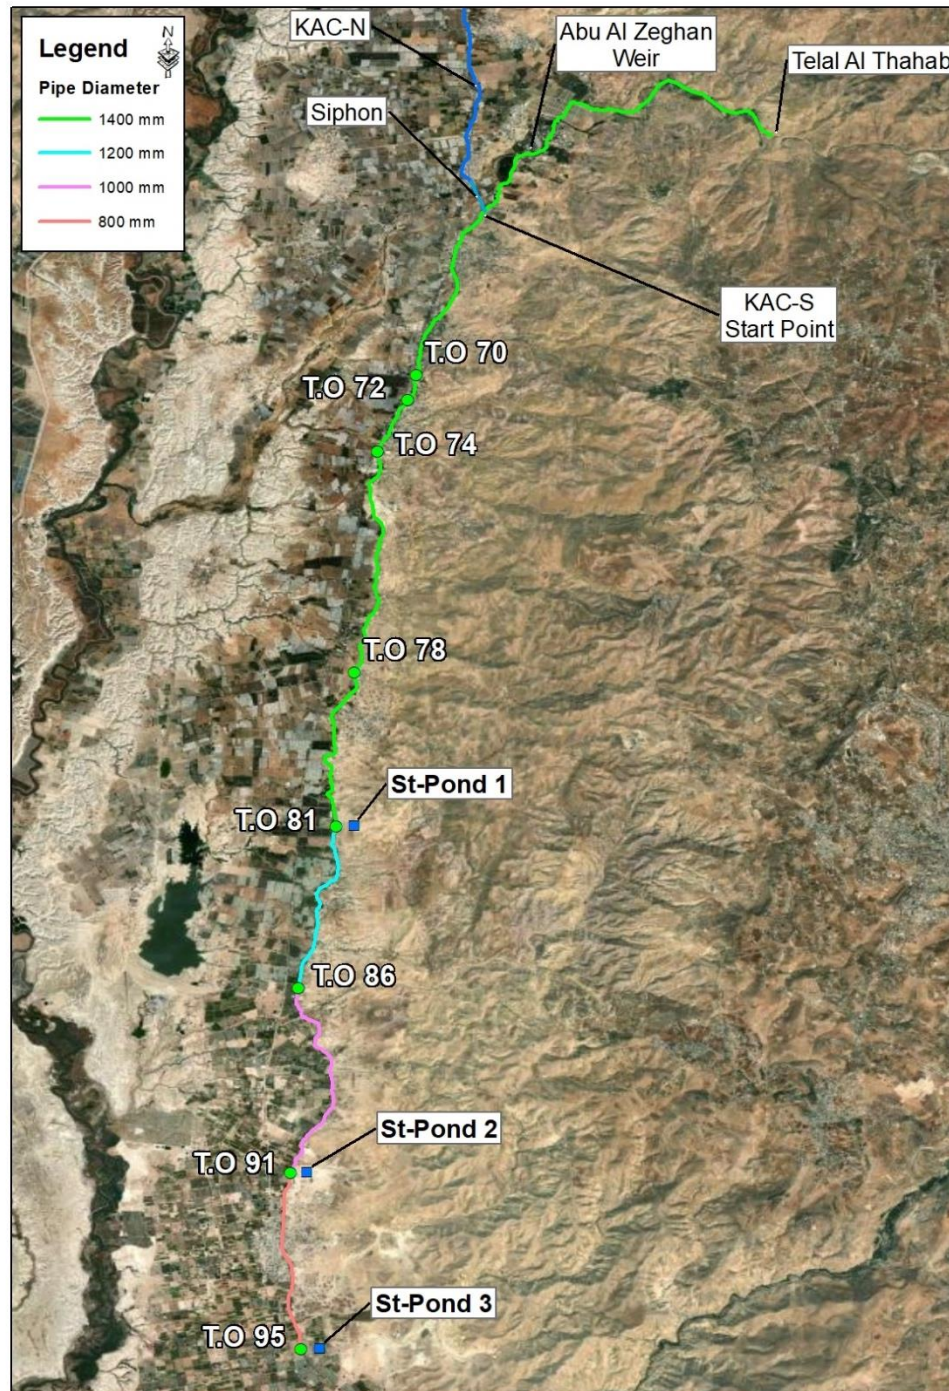 Legend
N
Pipe Diameter
1400 mm
1200 mm
1000 mm
800 mm
KAC-N
Abu Al Zeghan
Weir
Telal Al Thahab
Siphon
KAC-S
Start Point
T.O 70
T.O 72
T.O 74
T.O 78
St-Pond 1
T.O 81
T.O 86
St-Pond 2
T.O 91
St-Pond 3
T.O 95